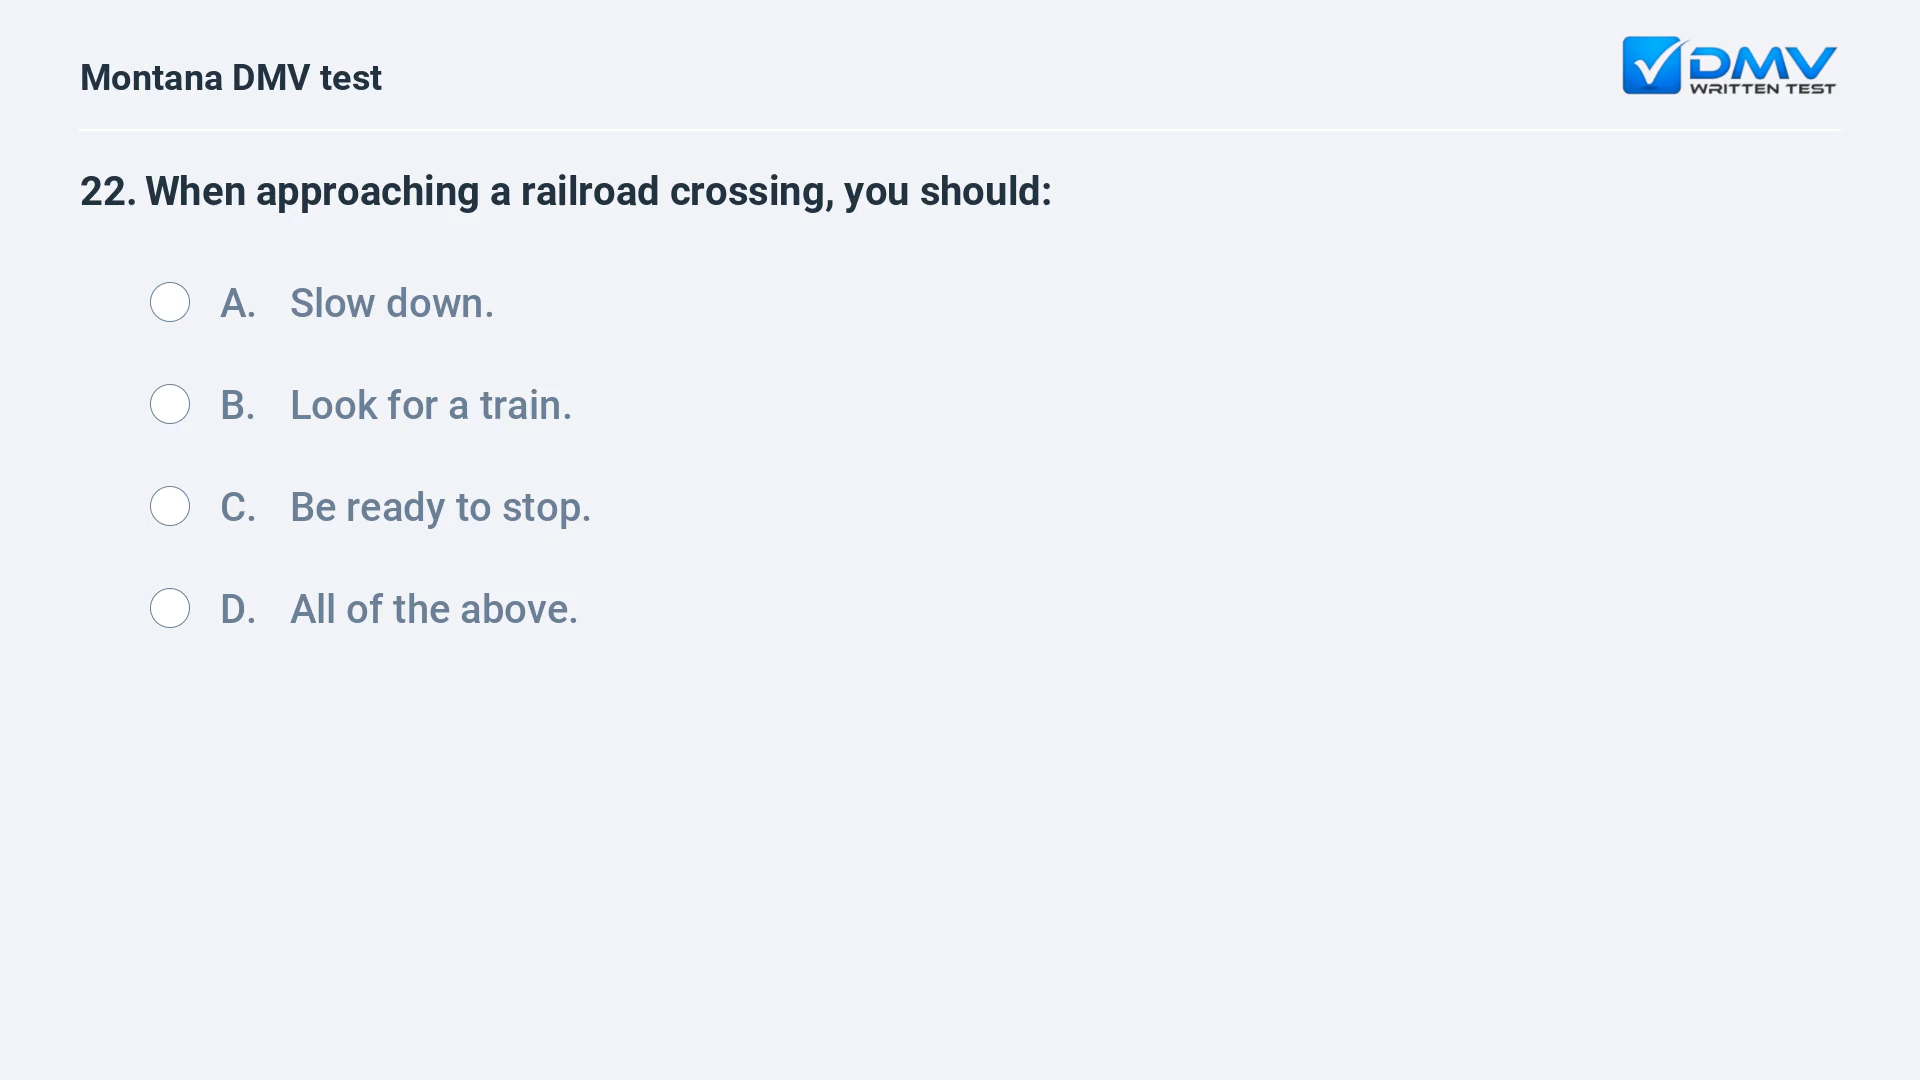 Montana DMV test
DMV
WRITTEN TEST
22. When approaching a railroad crossing, you should:
A. Slow down.
B. Look for a train.
C. Be ready to stop.
D. All of the above.